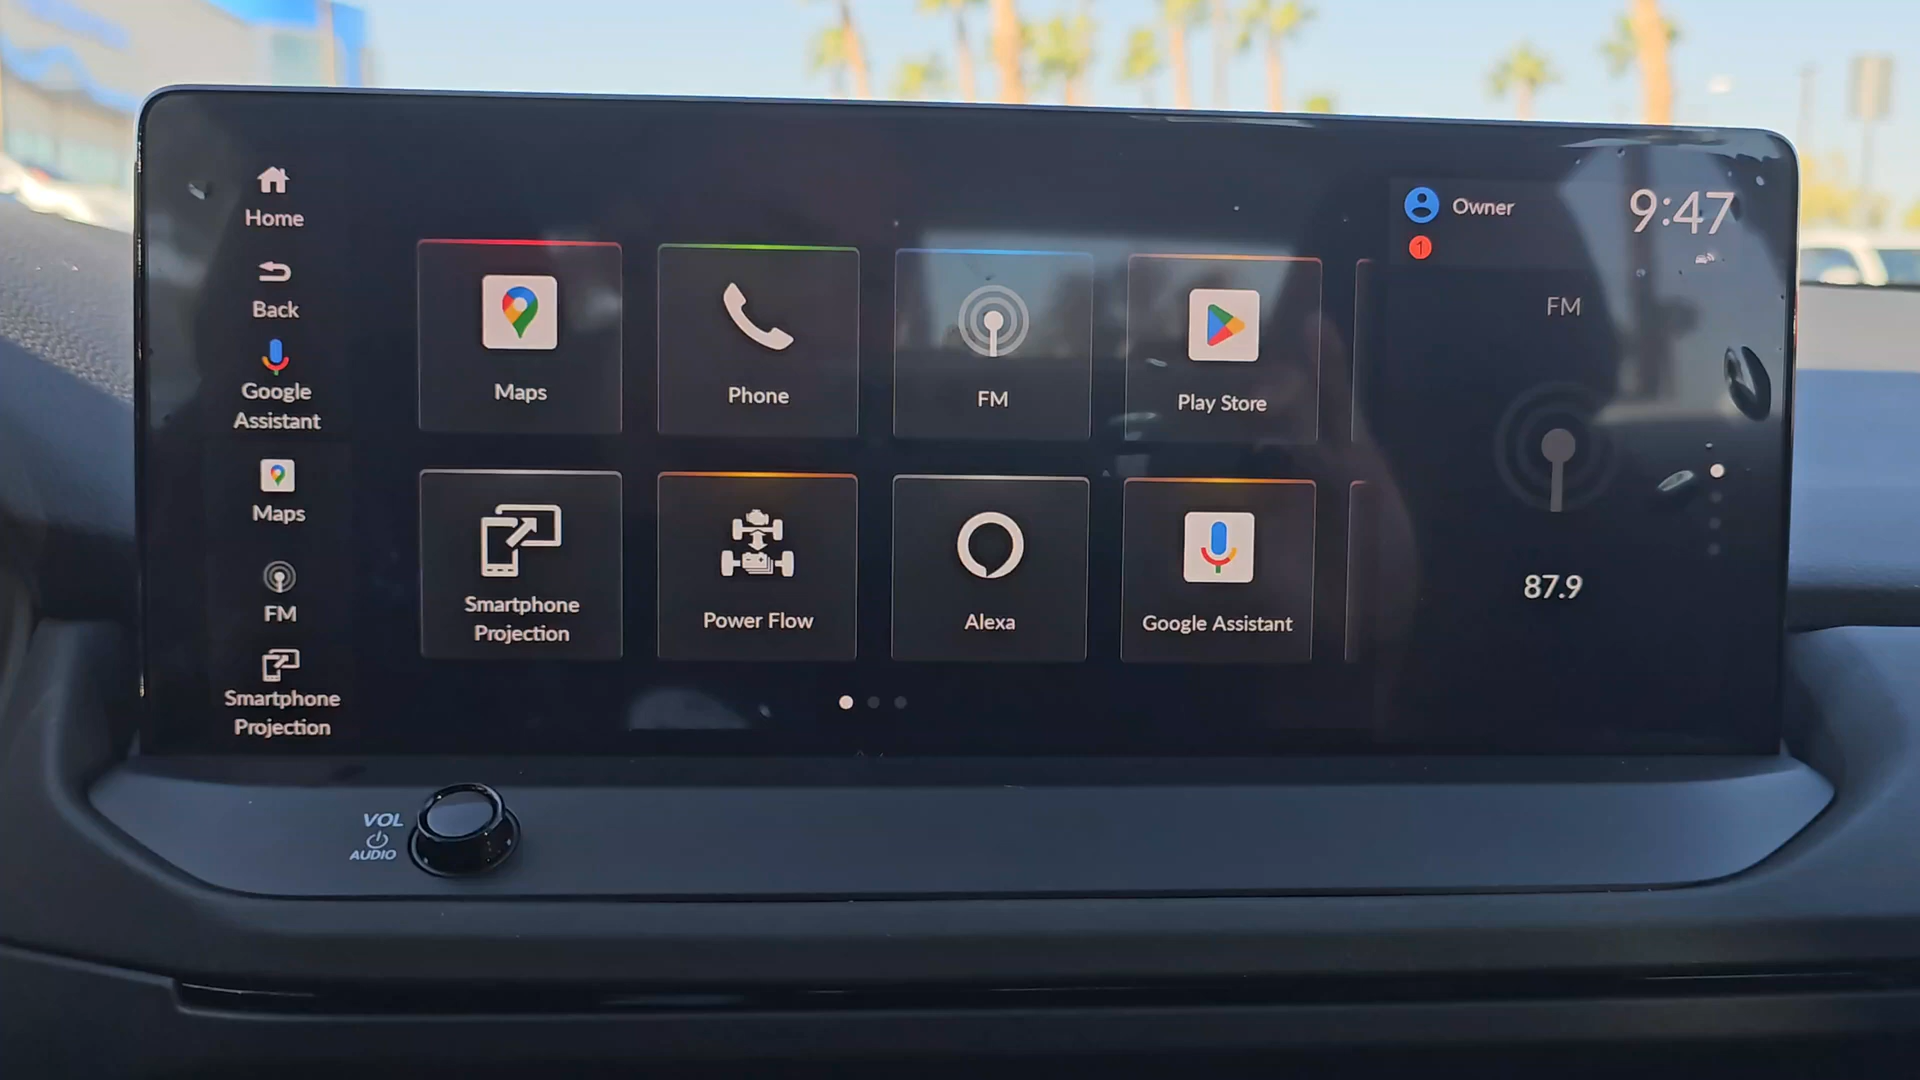 Home
Back
Google
Assistant
Maps
FM
Smartphone
Projection
Maps
Phone
FM
Play Store
Smartphone
Projection
Power Flow
Alexa
Google Assistant
Owner
9:47
1
FM
87.9
VOL
AUDIO